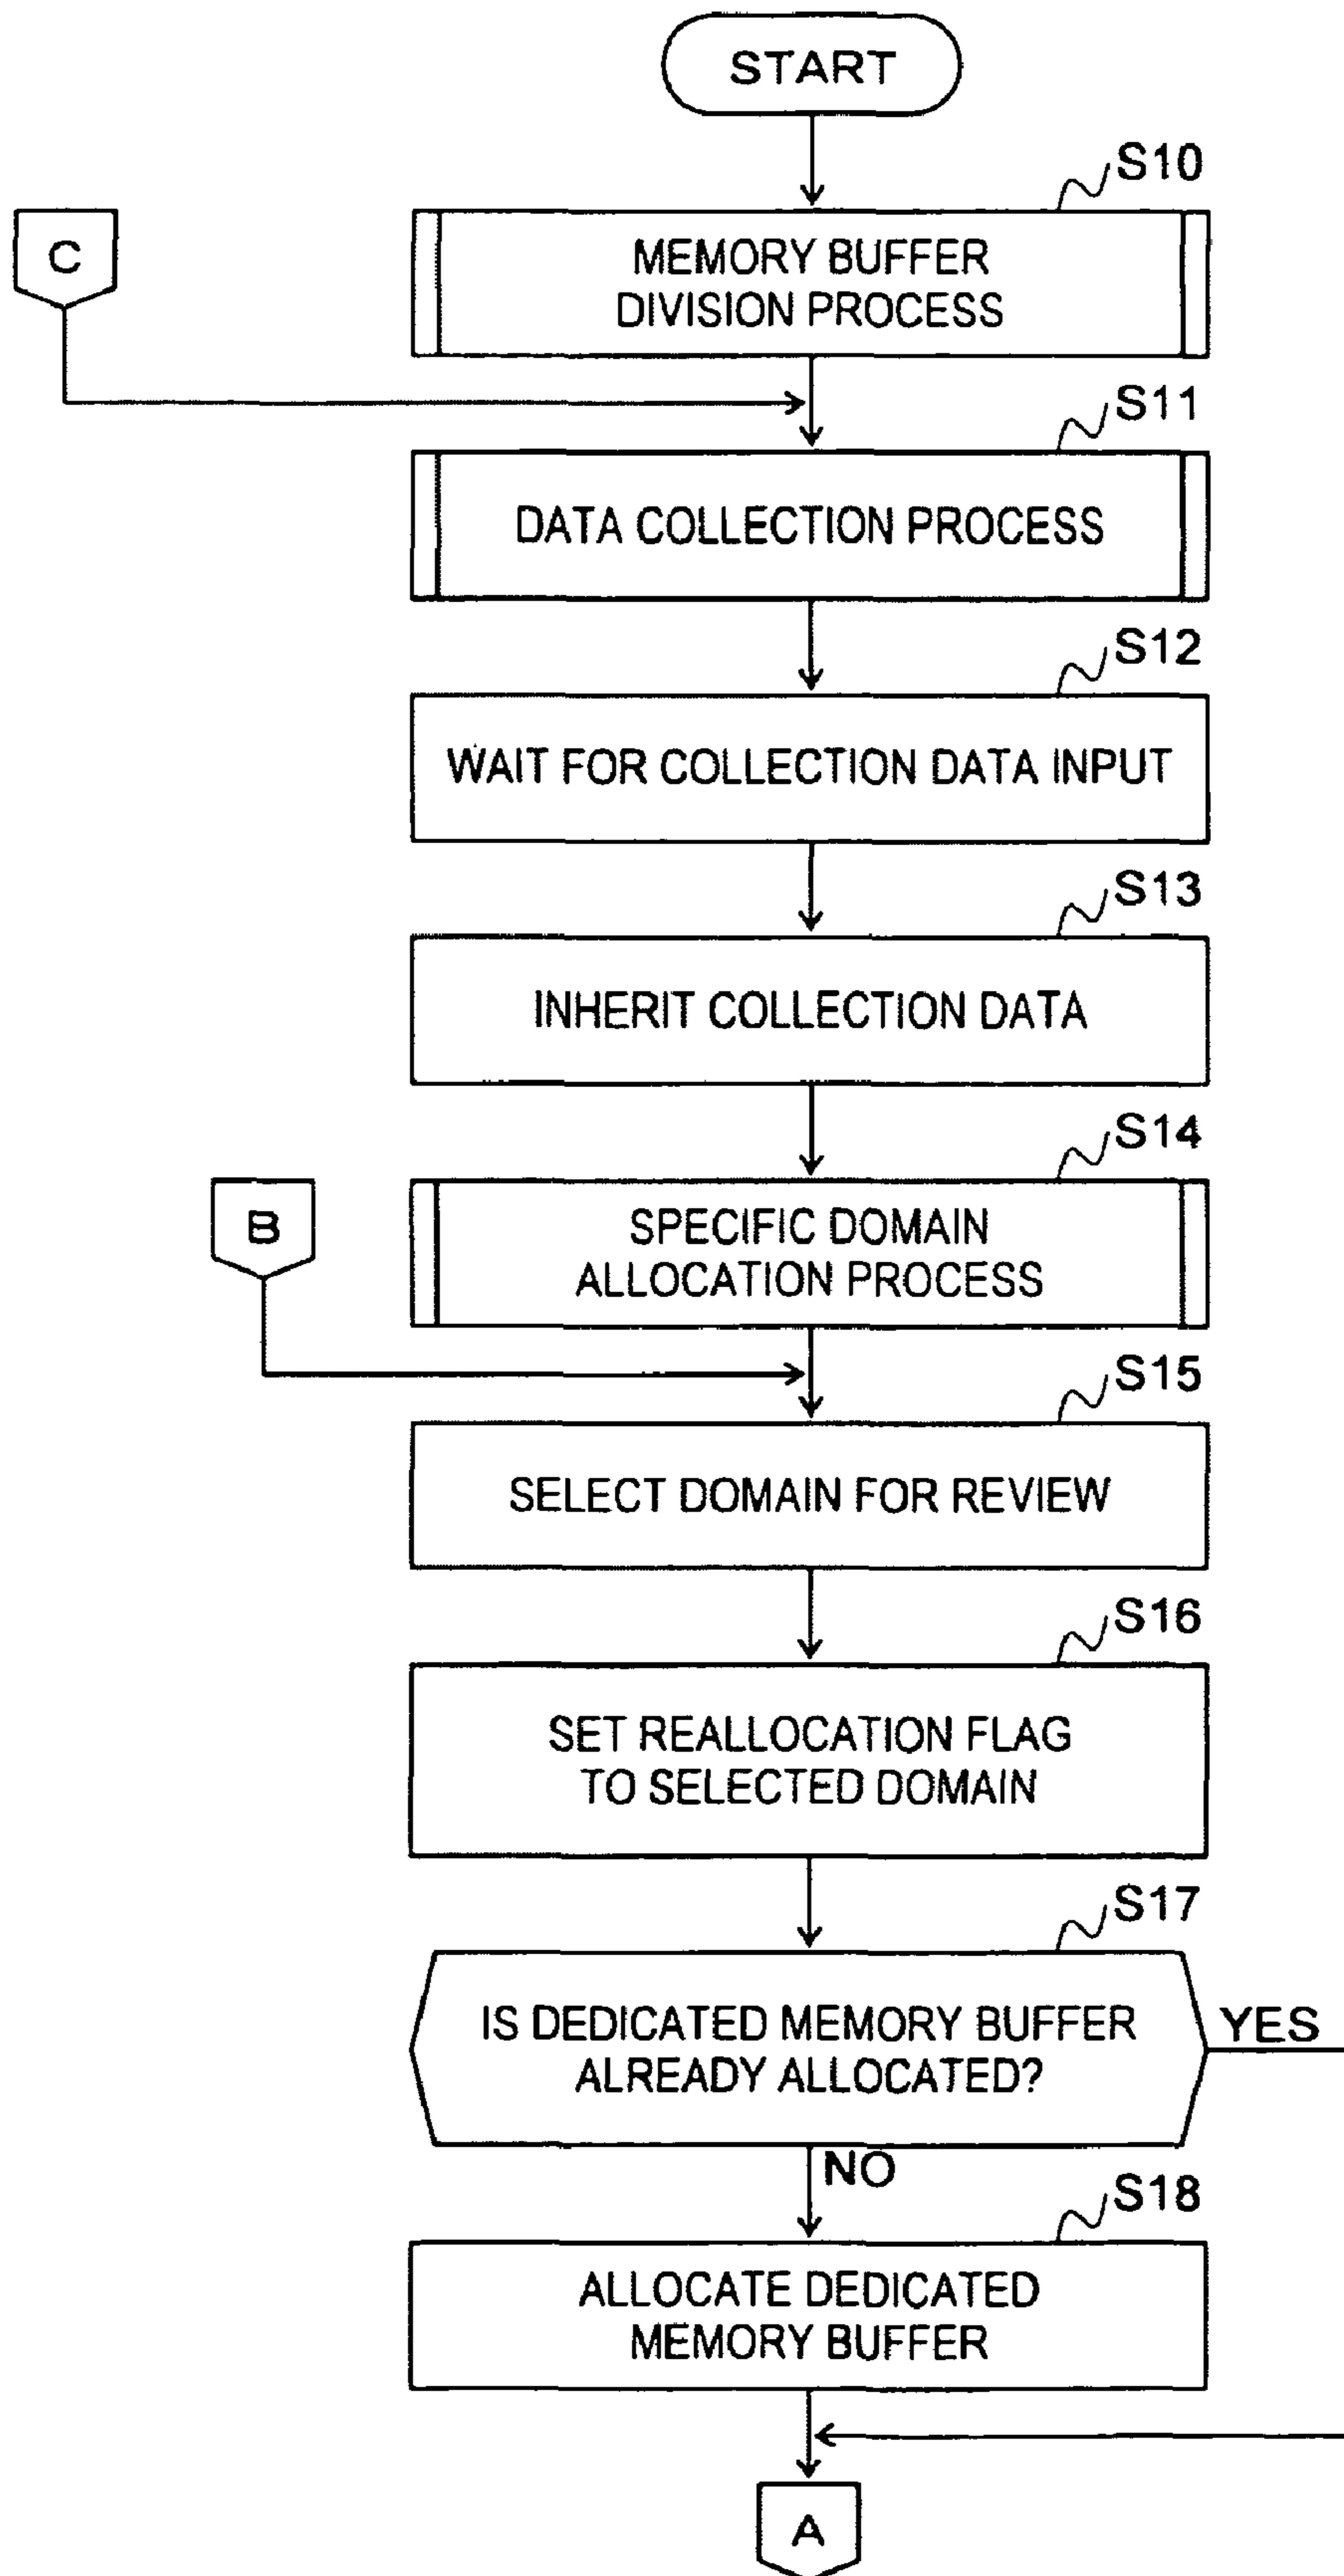 START
S10
C
MEMORY BUFFER
DIVISION PROCESS
S11
DATA COLLECTION PROCESS
S12
WAIT FOR COLLECTION DATA INPUT
S13
INHERIT COLLECTION DATA
S14
B
SPECIFIC DOMAIN
ALLOCATION PROCESS
S15
SELECT DOMAIN FOR REVIEW
S16
SET REALLOCATION FLAG
TO SELECTED DOMAIN
S17
IS DEDICATED MEMORY BUFFER
ALREADY ALLOCATED?
YES
NO
S18
ALLOCATE DEDICATED
MEMORY BUFFER
A